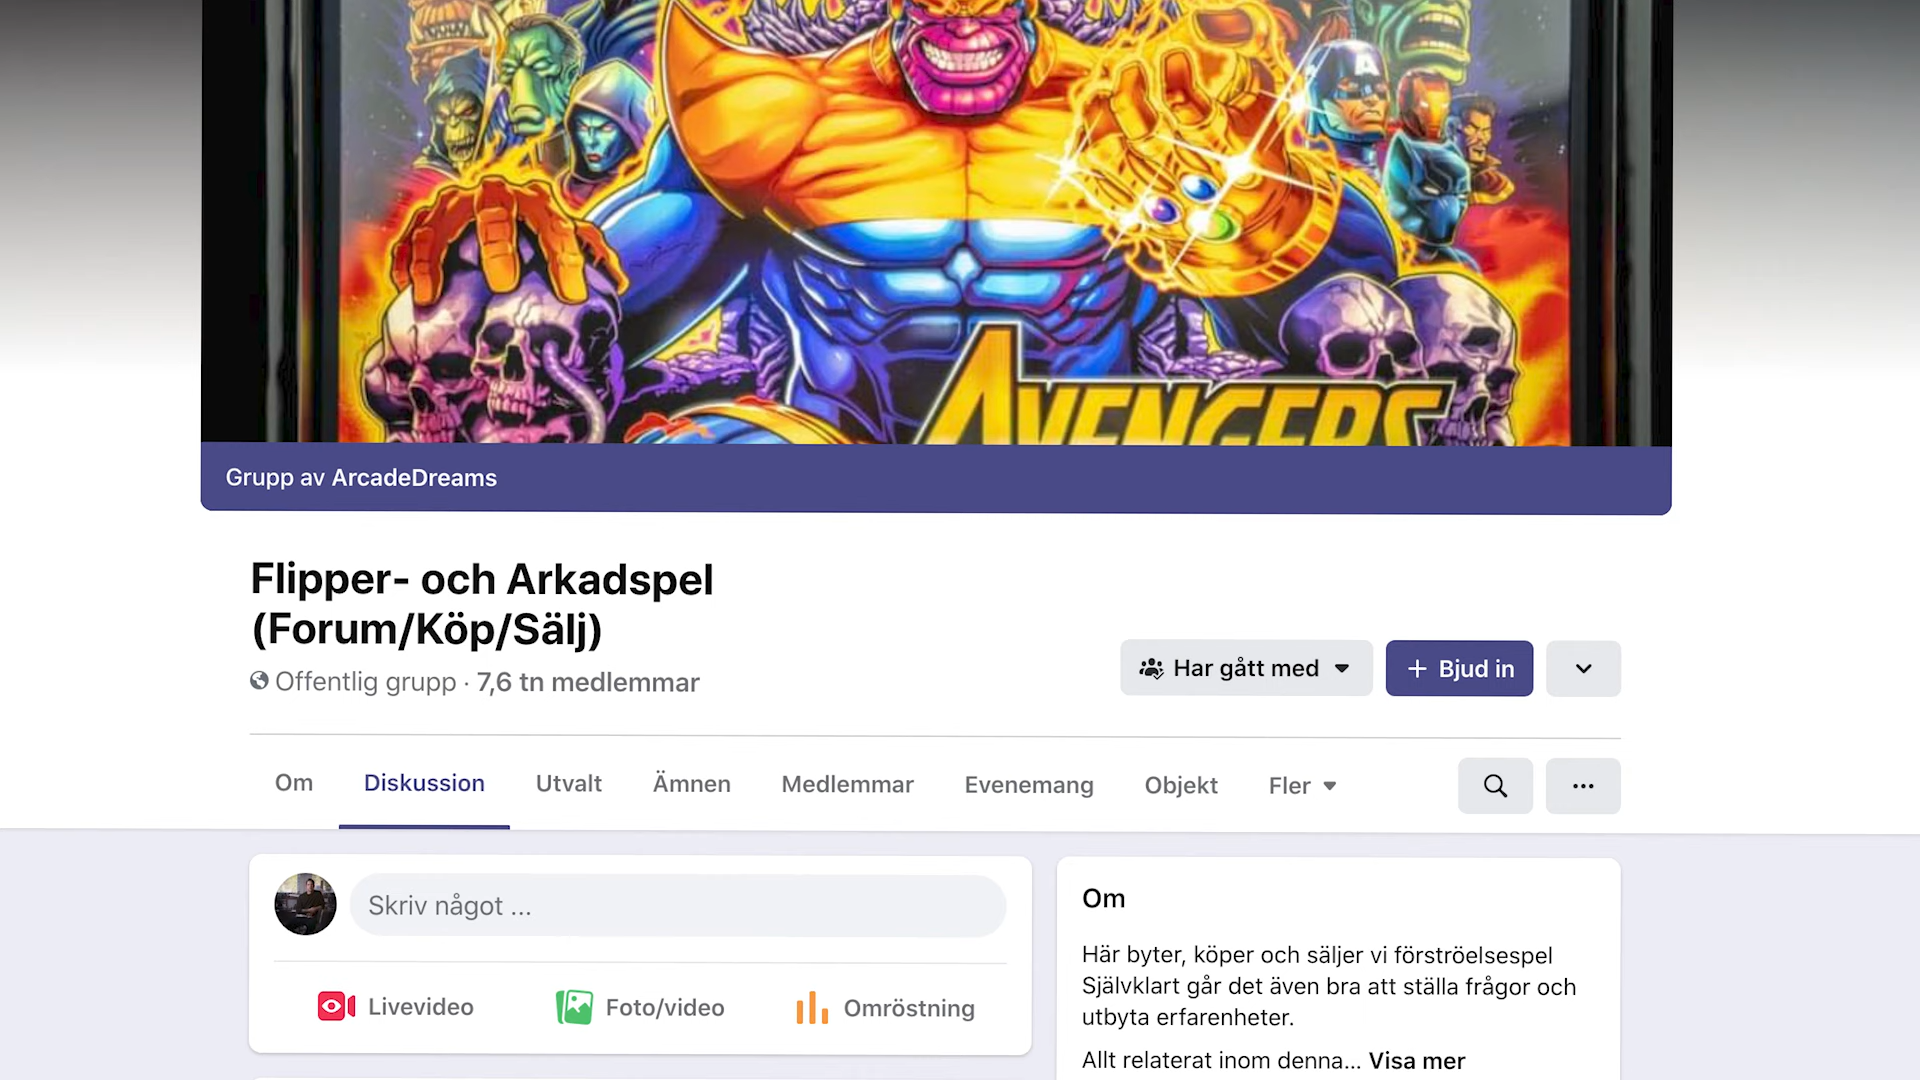 A
AVENGERS
Grupp av ArcadeDreams
Flipper- och Arkadspel
(Forum/Köp/Sälj)
Offentlig grupp · 7,6 tn medlemmar
Har gått med
+ Bjud in
Om
Diskussion
Utvalt
Ämnen
Medlemmar
Evenemang
Objekt
Fler
Skriv något ...
Livevideo
Foto/video
Omröstning
Om
Här byter, köper och säljer vi förströelsespel
Självklart går det även bra att ställa frågor och
utbyta erfarenheter.
Allt relaterat inom denna... Visa mer